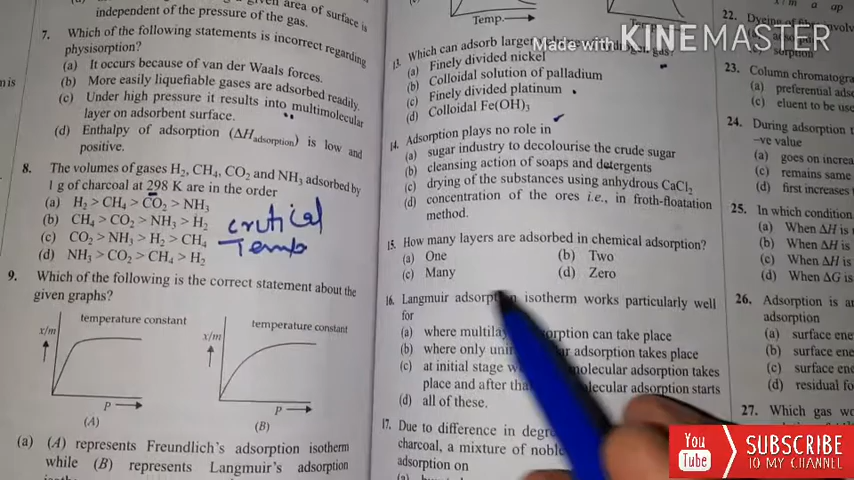 given area of surface is
independent of the pressure of the gas.
7. Which of the following statements is incorrect regarding
physisorption?
(a) It occurs because of van der Waals forces.
(b) More easily liquefiable gases are adsorbed readily.
(c) Under high pressure it results into multimolecular
layer on adsorbent surface.
(d) Enthalpy of adsorption (ΔHadsorption) is low and
positive.
8. The volumes of gases H2, CH4, CO2 and NH3 adsorbed by
1 g of charcoal at 298 K are in the order
(a) H2 > CH4 > CO2 > NH3
(b) CH4 > CO2 > NH3 > H2
(c) CO2 > NH3 > H2 > CH4
(d) NH3 > CO2 > CH4 > H2
critical
Temp
9. Which of the following is the correct statement about the
given graphs?
temperature constant
x/m
P
(A)
temperature constant
x/m
P
(B)
(a) (A) represents Freundlich's adsorption isotherm
while (B) represents Langmuir's adsorption
Temp.
13. Which can adsorb larger gas?
(a) Finely divided nickel
(b) Colloidal solution of palladium
(c) Finely divided platinum
(d) Colloidal Fe(OH)3
14. Adsorption plays no role in
(a) sugar industry to decolourise the crude sugar
(b) cleansing action of soaps and detergents
(c) drying of the substances using anhydrous CaCl2
(d) concentration of the ores i.e., in froth-floatation
method.
15. How many layers are adsorbed in chemical adsorption?
(a) One (b) Two
(c) Many (d) Zero
16. Langmuir adsorption isotherm works particularly well
for
(a) where multilay take place
(b) where only adsorption takes place
(c) at initial stage adsorption takes
place and after adsorption starts
(d) all of these.
17. Due to difference in
charcoal, a mixture of
adsorption on
x/m a ap
22.
23. Column chromatogra
(a) preferential ads
(c) eluent to be use
24. During adsorption
–ve value
(a) goes on increa
(c) remains same
(d) first increases
25. In which condition
(a) When ΔH is
(b) When ΔH i
(c) When ΔH i
(d) When ΔG is
26. Adsorption is a
adsorption
(a) surface ene
(b) surface ene
(c) surface en
(d) residual fo
27. Which gas w
Made with KINEMASTER
You
Tube
SUBSCRIBE
TO MY CHANNEL